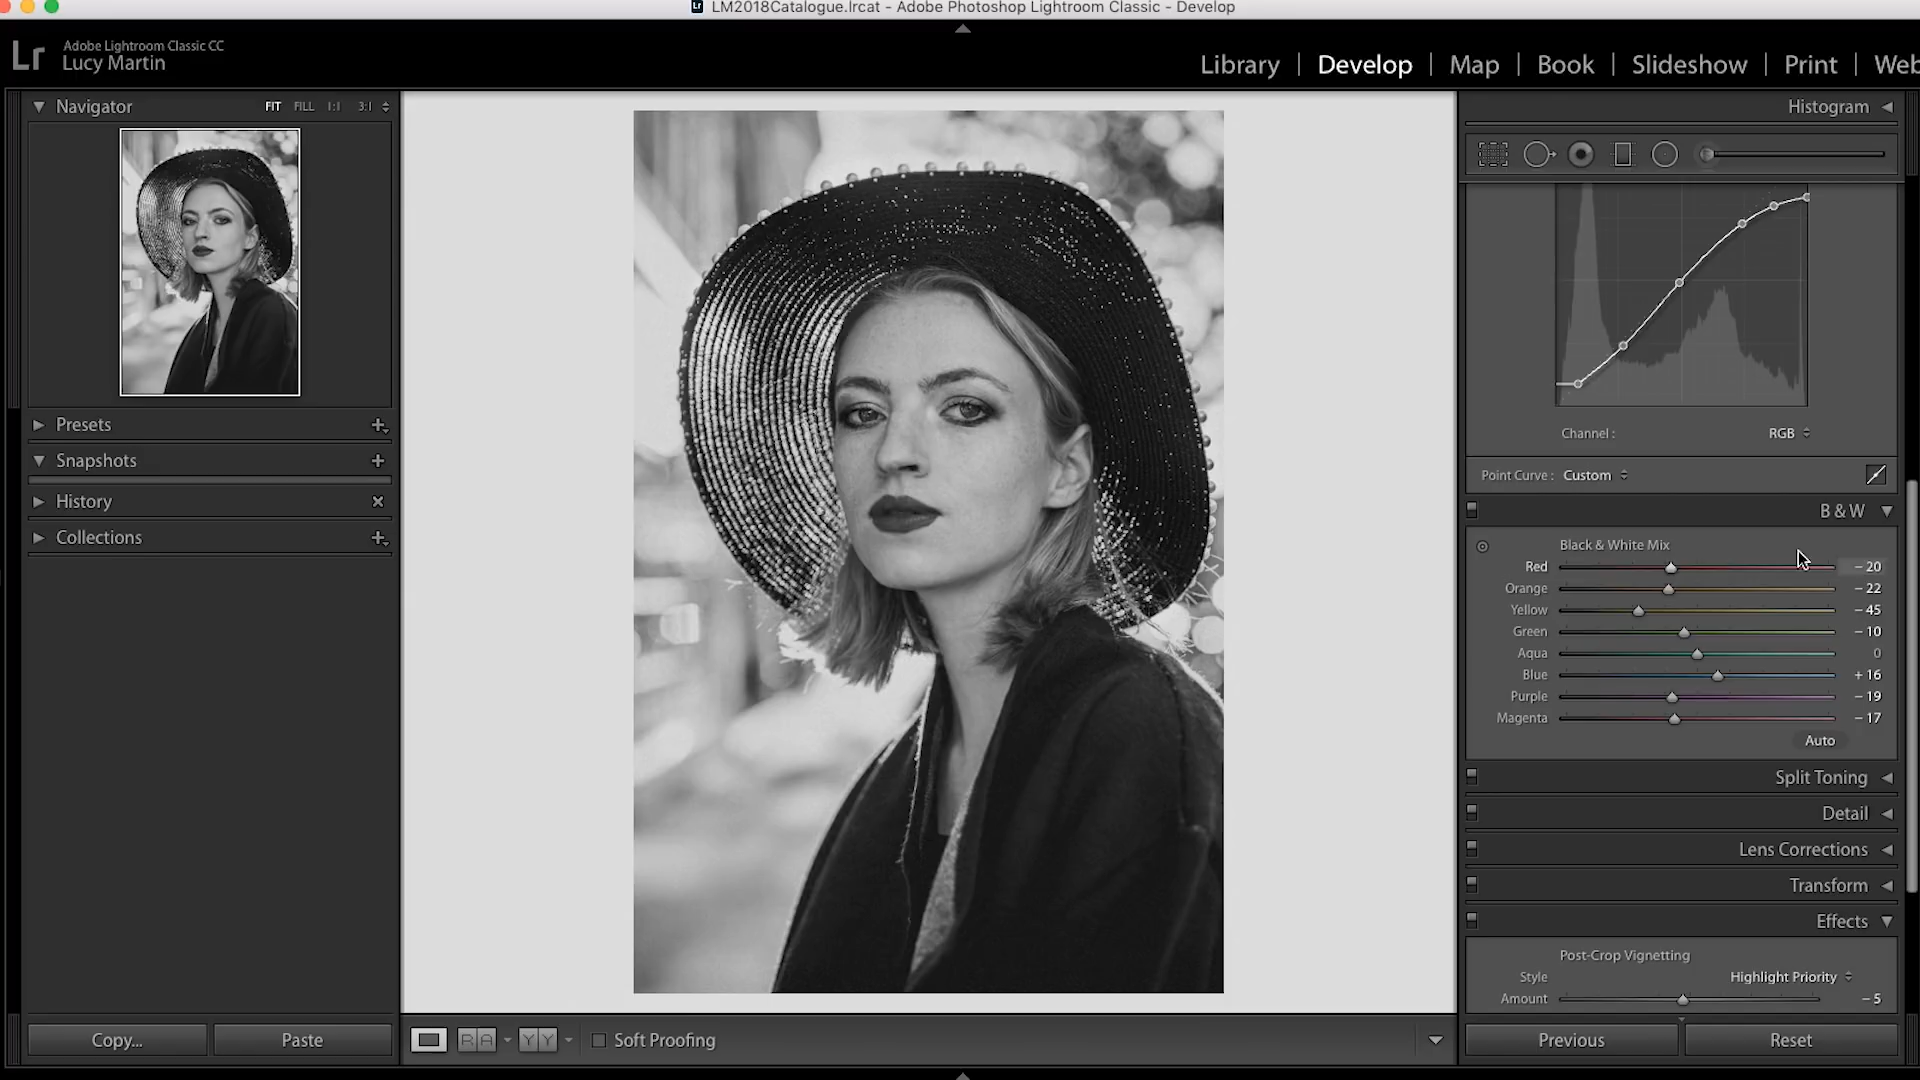 LM2018Catalogue.lrcat - Adobe Photoshop Lightroom Classic - Develop
Lr Adobe Lightroom Classic CC
Lucy Martin
Library | Develop | Map | Book | Slideshow | Print | Web
Navigator FIT FILL 1:1 3:1
Presets
Snapshots
History
Collections
Copy... Paste
RA YY Soft Proofing
Histogram
Channel : RGB
Point Curve : Custom
B & W
Black & White Mix
Red – 20
Orange – 22
Yellow – 45
Green – 10
Aqua 0
Blue + 16
Purple – 19
Magenta – 17
Auto
Split Toning
Detail
Lens Corrections
Transform
Effects
Post-Crop Vignetting
Style Highlight Priority
Amount – 5
Previous Reset